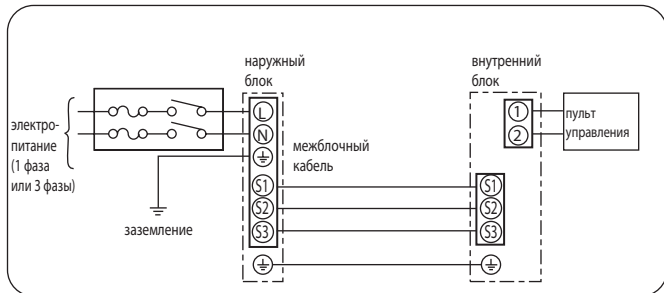 наружный
блок
внутренний
блок
электро-
питание
(1 фаза
или 3 фазы)
L
N
S1
S2
S3
заземление
межблочный
кабель
S1
S2
S3
1
2
пульт
управления